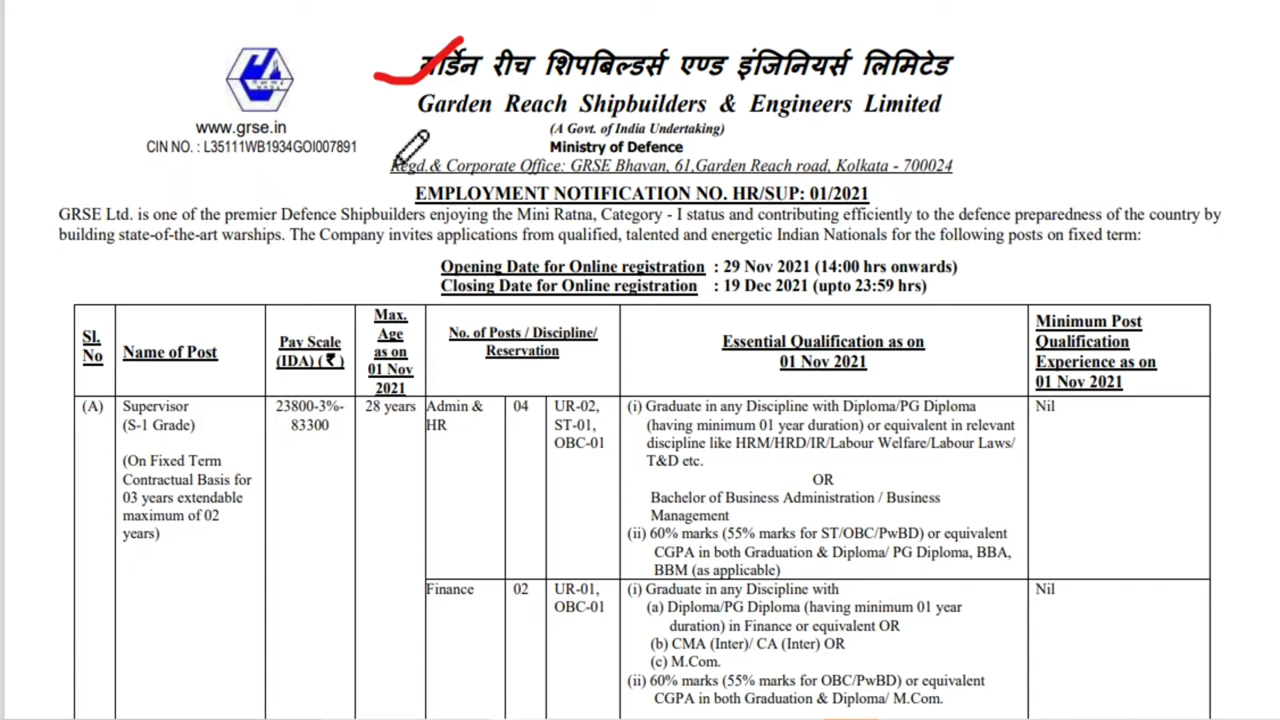 गार्डेन रीच शिपबिल्डर्स एण्ड इंजिनियर्स लिमिटेड
Garden Reach Shipbuilders & Engineers Limited
www.grse.in
(A Govt. of India Undertaking)
CIN NO. : L35111WB1934GOI007891
Ministry of Defence
Regd.& Corporate Office: GRSE Bhavan, 61,Garden Reach road, Kolkata - 700024
EMPLOYMENT NOTIFICATION NO. HR/SUP: 01/2021
GRSE Ltd. is one of the premier Defence Shipbuilders enjoying the Mini Ratna, Category - I status and contributing efficiently to the defence preparedness of the country by
building state-of-the-art warships. The Company invites applications from qualified, talented and energetic Indian Nationals for the following posts on fixed term:
Opening Date for Online registration : 29 Nov 2021 (14:00 hrs onwards)
Closing Date for Online registration : 19 Dec 2021 (upto 23:59 hrs)
Sl.
No
Name of Post
Pay Scale
(IDA) (₹)
Max.
Age
as on
01 Nov
2021
No. of Posts / Discipline/
Reservation
Essential Qualification as on
01 Nov 2021
Minimum Post
Qualification
Experience as on
01 Nov 2021
(A)
Supervisor
(S-1 Grade)
(On Fixed Term
Contractual Basis for
03 years extendable
maximum of 02
years)
23800-3%-
83300
28 years
Admin &
HR
04
UR-02,
ST-01,
OBC-01
(i) Graduate in any Discipline with Diploma/PG Diploma
(having minimum 01 year duration) or equivalent in relevant
discipline like HRM/HRD/IR/Labour Welfare/Labour Laws/
T&D etc.
OR
Bachelor of Business Administration / Business
Management
(ii) 60% marks (55% marks for ST/OBC/PwBD) or equivalent
CGPA in both Graduation & Diploma/ PG Diploma, BBA,
BBM (as applicable)
Nil
Finance
02
UR-01,
OBC-01
(i) Graduate in any Discipline with
(a) Diploma/PG Diploma (having minimum 01 year
duration) in Finance or equivalent OR
(b) CMA (Inter)/ CA (Inter) OR
(c) M.Com.
(ii) 60% marks (55% marks for OBC/PwBD) or equivalent
CGPA in both Graduation & Diploma/ M.Com.
Nil